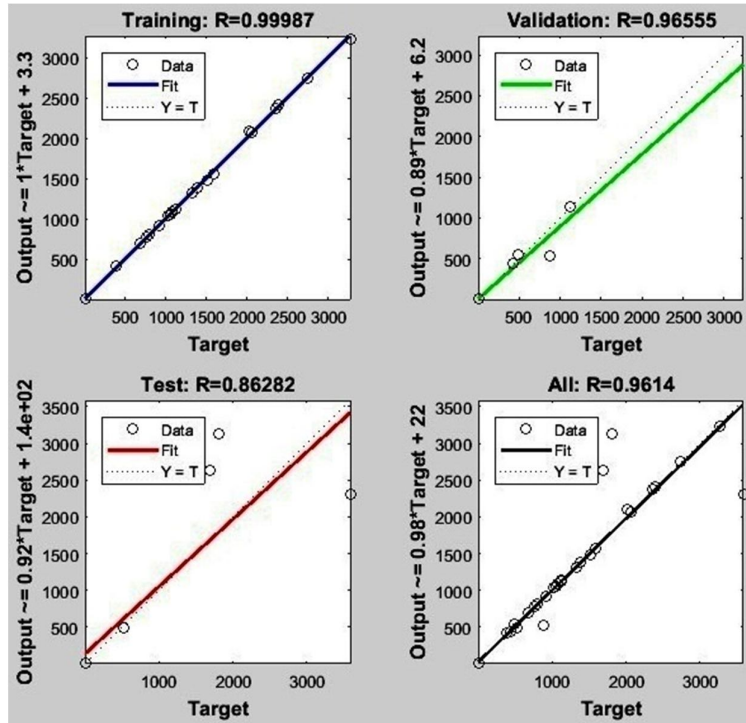 Training: R=0.99987
Output ~= 1*Target + 3.3
3000
2500
2000
1500
1000
500
Data
Fit
Y = T
500 1000 1500 2000 2500 3000
Target
Validation: R=0.96555
Output ~= 0.89*Target + 6.2
3000
2500
2000
1500
1000
500
Data
Fit
Y = T
500 1000 1500 2000 2500 3000
Target
Test: R=0.86282
Output ~= 0.92*Target + 1.4e+02
3500
3000
2500
2000
1500
1000
500
Data
Fit
Y = T
1000 2000 3000
Target
All: R=0.9614
Output ~= 0.98*Target + 22
3500
3000
2500
2000
1500
1000
500
Data
Fit
Y = T
1000 2000 3000
Target